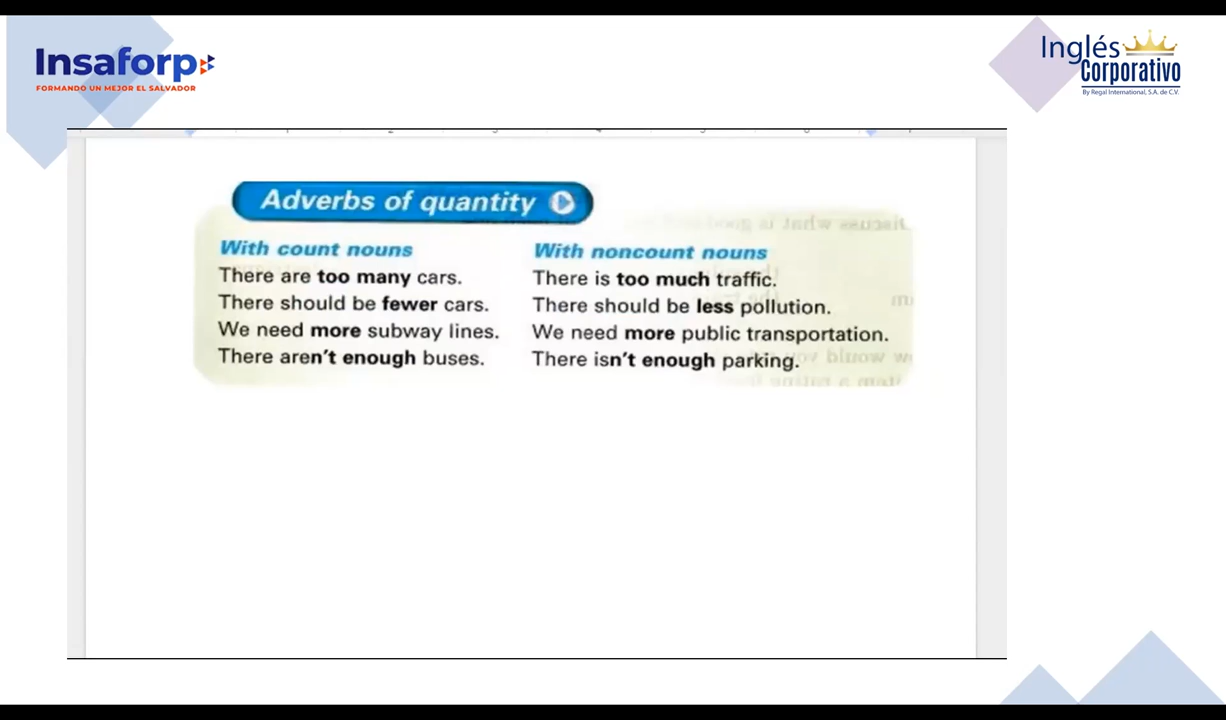 Insaforp
FORMANDO UN MEJOR EL SALVADOR
Inglés
Corporativo
By Regal International, S.A. de C.V.
Adverbs of quantity
With count nouns
There are too many cars.
There should be fewer cars.
We need more subway lines.
There aren't enough buses.
With noncount nouns
There is too much traffic.
There should be less pollution.
We need more public transportation.
There isn't enough parking.